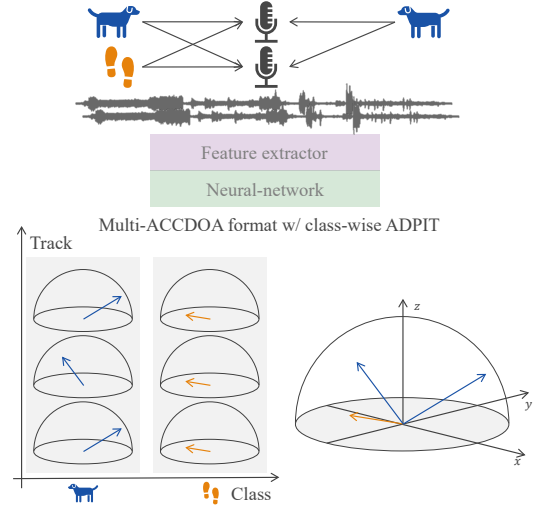 Feature extractor
Neural-network
Multi-ACCDOA format w/ class-wise ADPIT
Track
z
y
x
Class